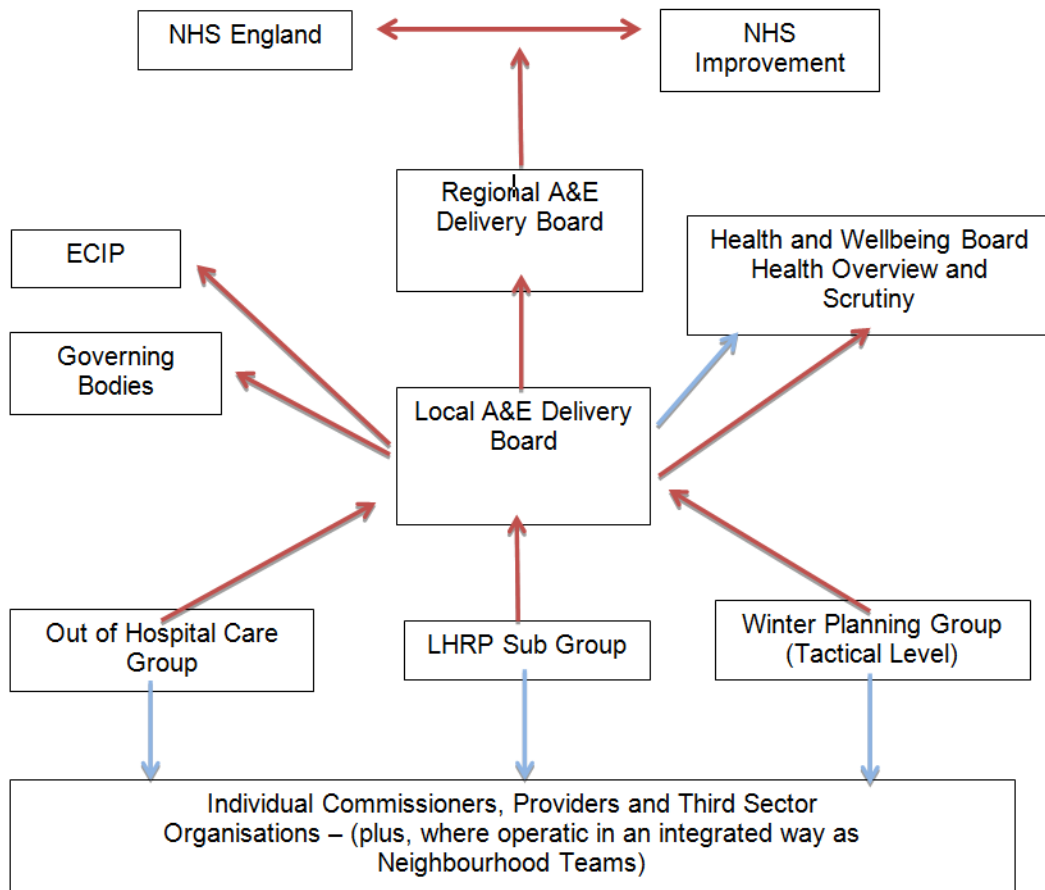 NHS England
NHS
Improvement
Regional A&E
Delivery Board
ECIP
Health and Wellbeing Board
Health Overview and
Scrutiny
Governing
Bodies
Local A&E Delivery
Board
Out of Hospital Care
Group
LHRP Sub Group
Winter Planning Group
(Tactical Level)
Individual Commissioners, Providers and Third Sector
Organisations – (plus, where operatic in an integrated way as
Neighbourhood Teams)